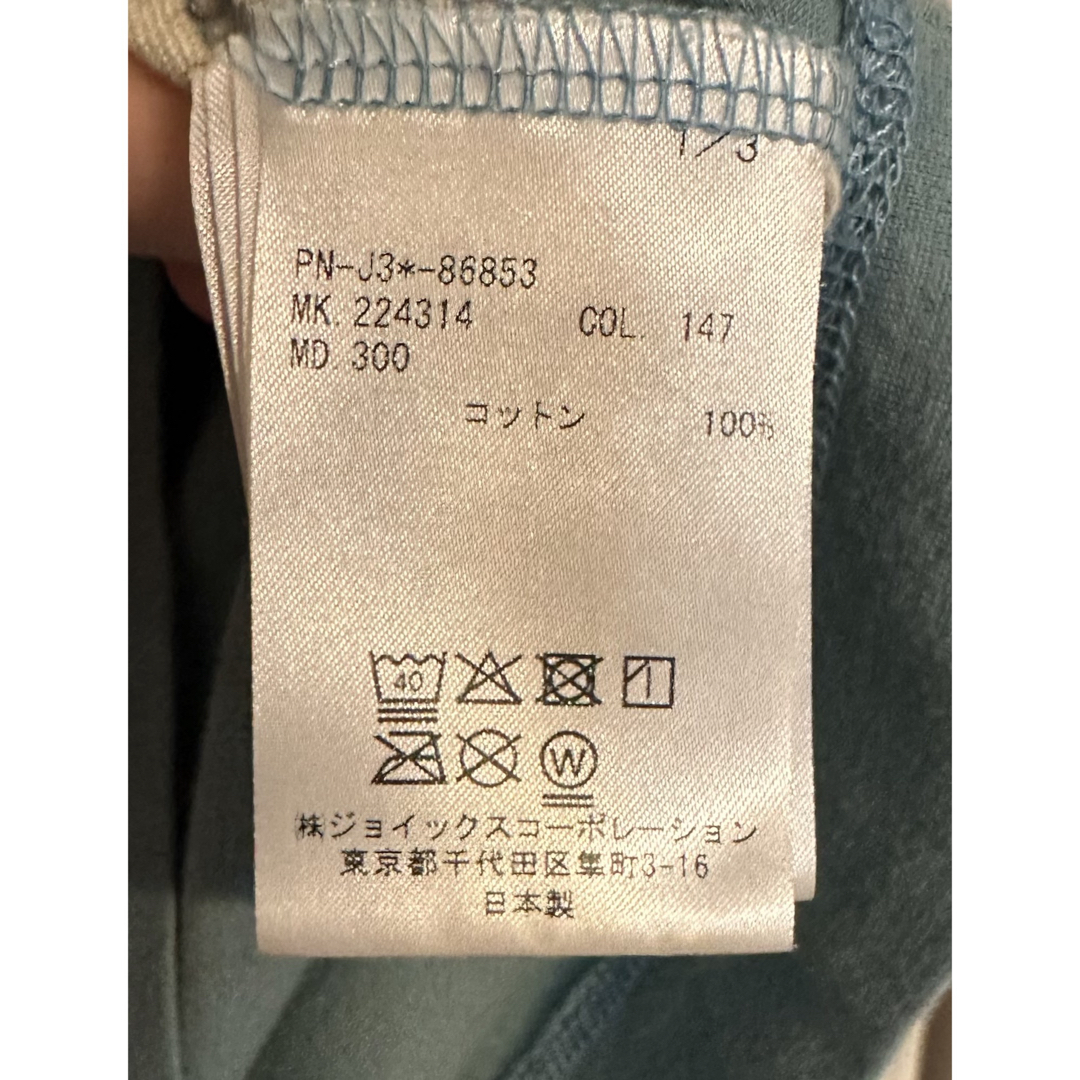 1/3
PN-J3*-86853
MK. 224314 COL. 147
MD. 300
コットン 100%
40
W
㈱ジョイックスコーポレーション
東京都千代田区隼町3-16
日本製